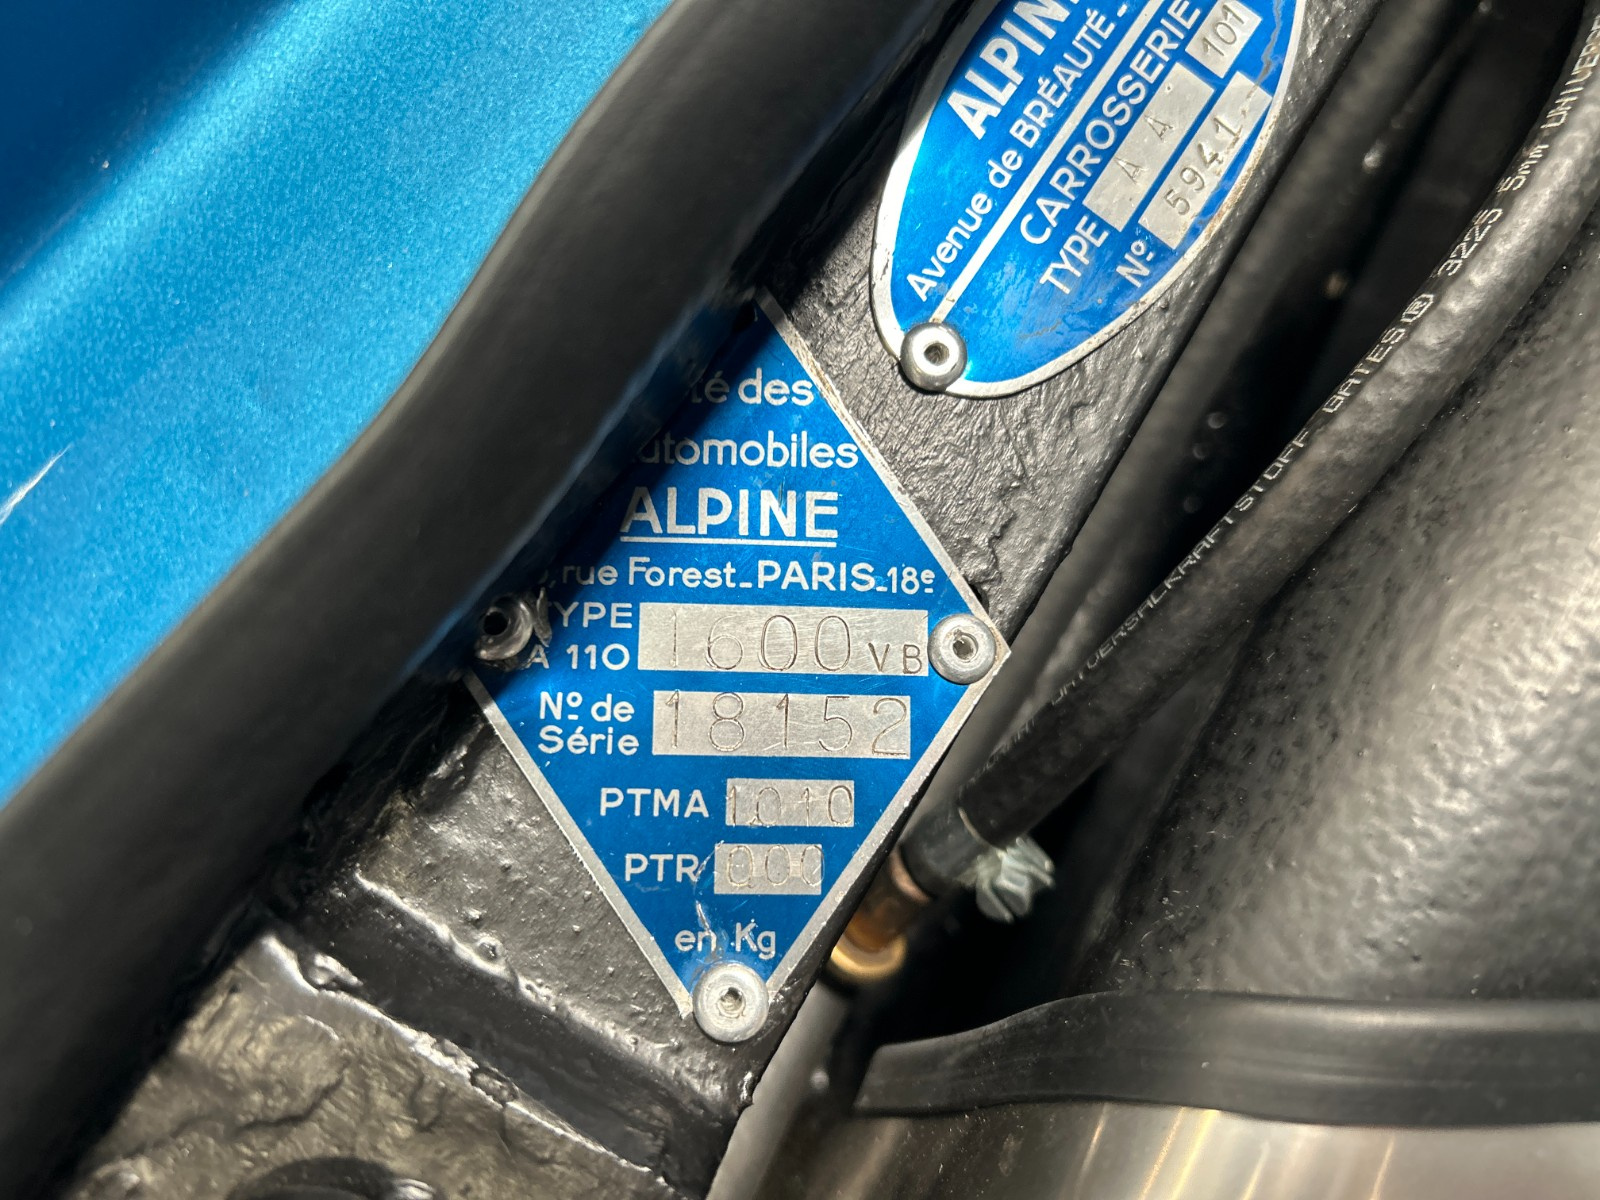 ALPINE
Avenue de BRÉAUTÉ -
CARROSSERIE
TYPE A A 101
Nº 5941
té des
utomobiles
ALPINE
, rue Forest_PARIS_18e
TYPE
A 110 1600 VB
Nº de
Série 18152
PTMA 1010
PTR 000
en Kg
UNIVERSALKRAFTSTOFF GATES ® 3225 5mm UNIVERS